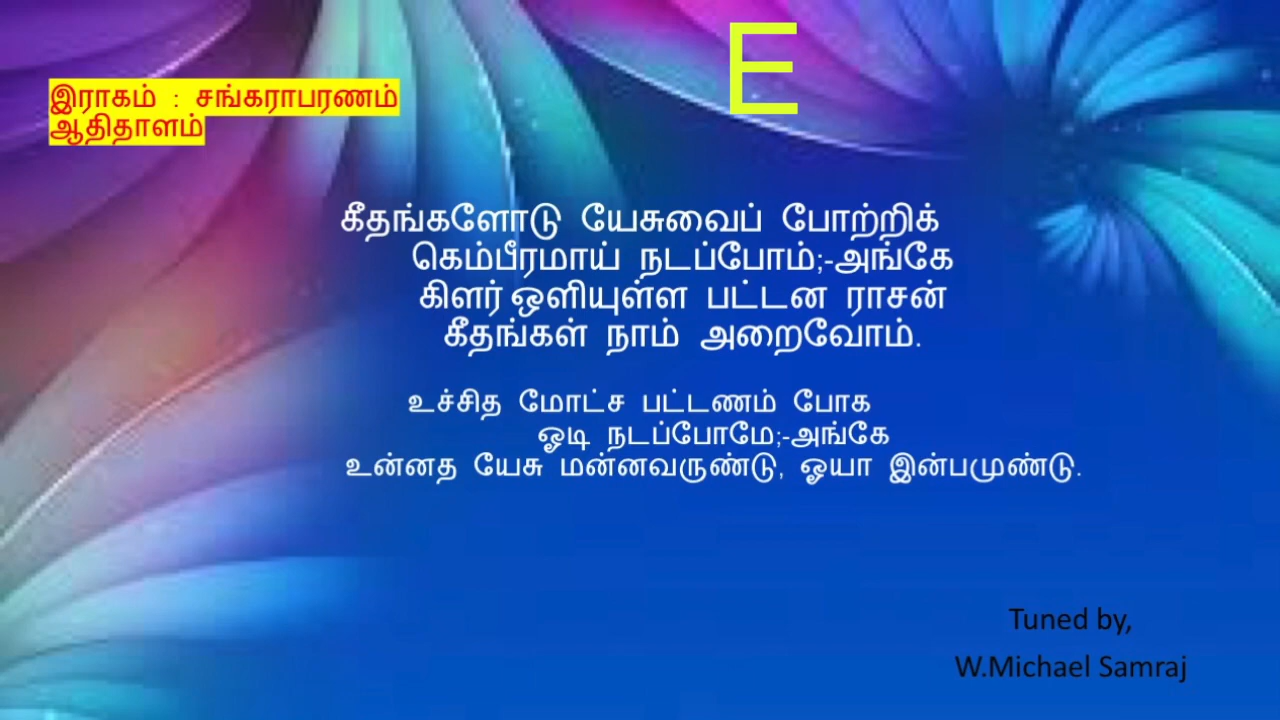 E
இராகம் : சங்கராபரணம்
ஆதிதாளம்
கீதங்களோடு யேசுவைப் போற்றிக்
கெம்பீரமாய் நடப்போம்;-அங்கே
கிளர் ஒளியுள்ள பட்டன ராசன்
கீதங்கள் நாம் அறைவோம்.
உச்சித மோட்ச பட்டணம் போக
ஓடி நடப்போமே;-அங்கே
உன்னத யேசு மன்னவருண்டு, ஓயா இன்பமுண்டு.
Tuned by,
W.Michael Samraj